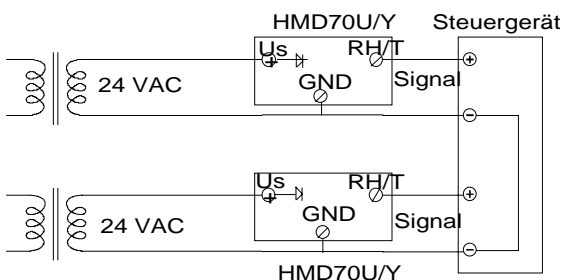 HMD70U/Y Steuergerät
Us RH/T
24 VAC GND Signal
Us RH/T
24 VAC GND Signal
HMD70U/Y